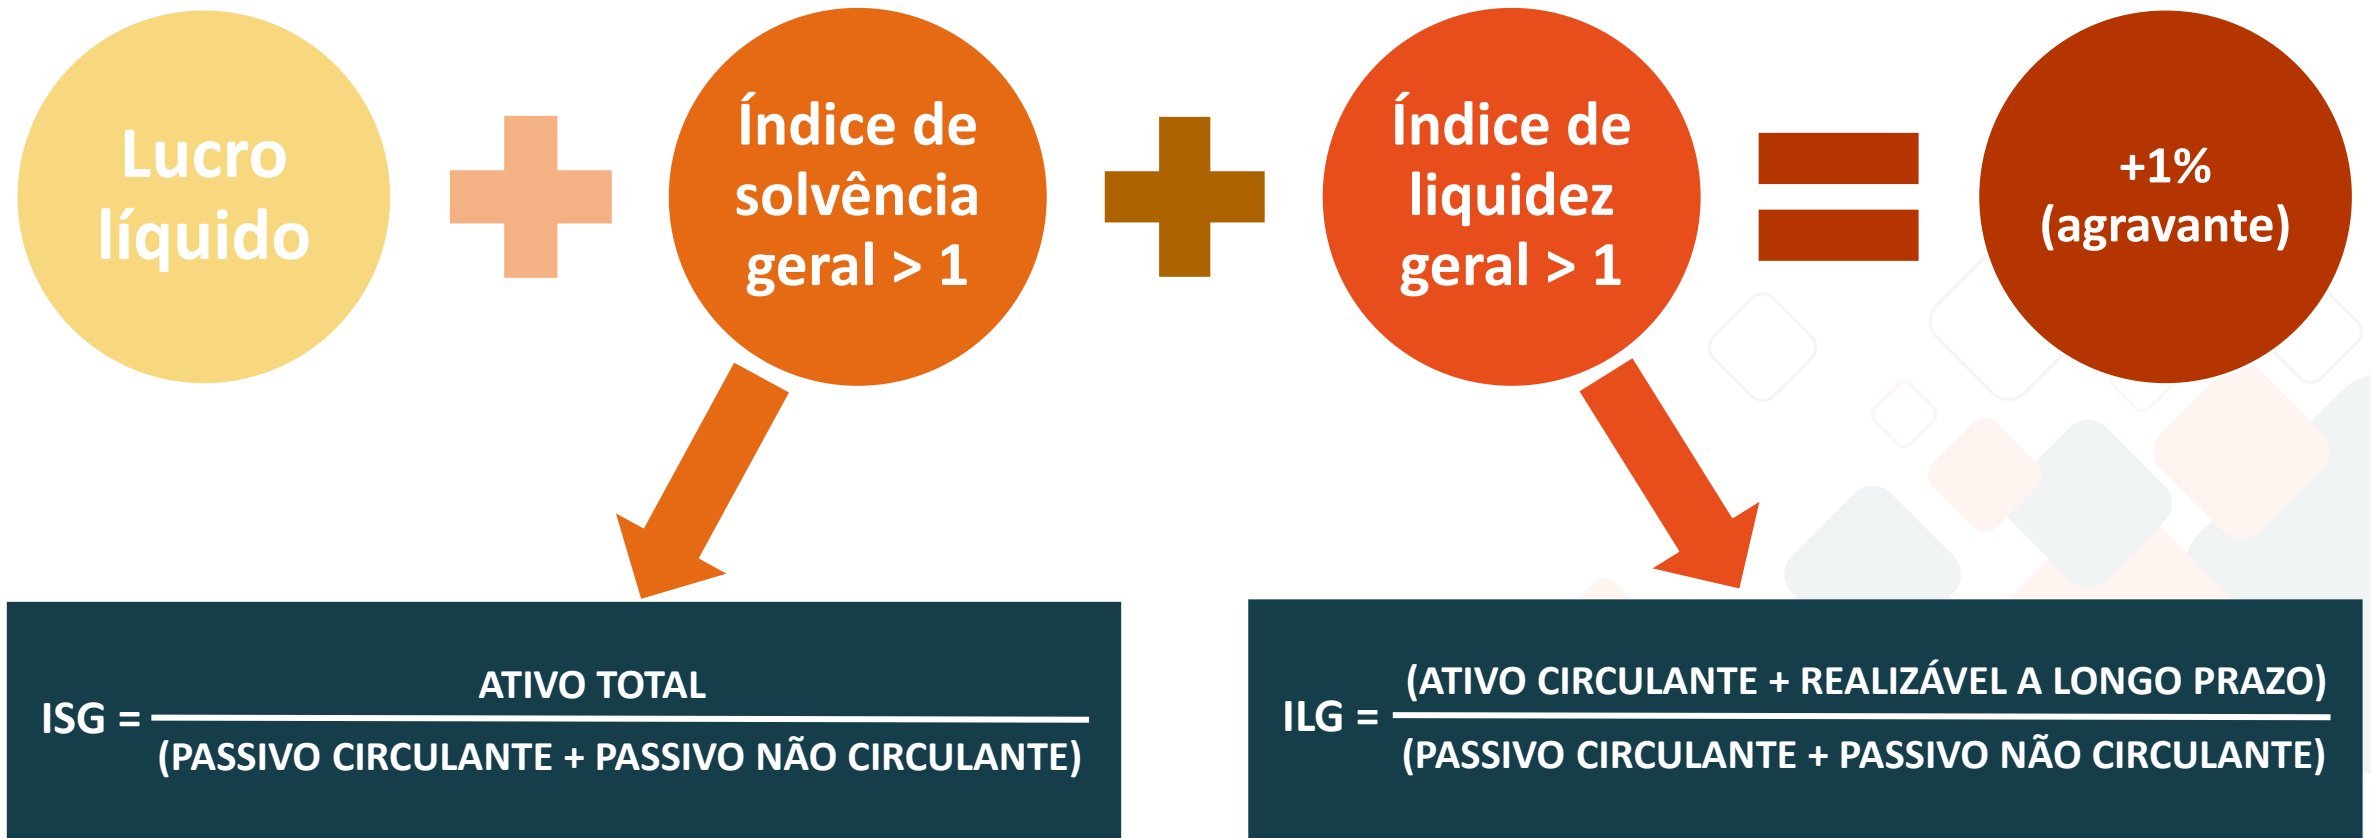 Lucro
líquido
Índice de
solvência
geral > 1
Índice de
liquidez
geral > 1
+1%
(agravante)
ISG =
ATIVO TOTAL
(PASSIVO CIRCULANTE + PASSIVO NÃO CIRCULANTE)
ILG =
(ATIVO CIRCULANTE + REALIZÁVEL A LONGO PRAZO)
(PASSIVO CIRCULANTE + PASSIVO NÃO CIRCULANTE)